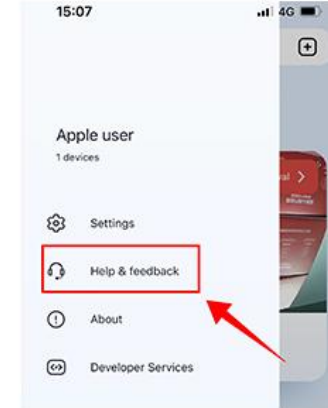 15:07
4G
Apple user
1 devices
Settings
Help & feedback
About
Developer Services